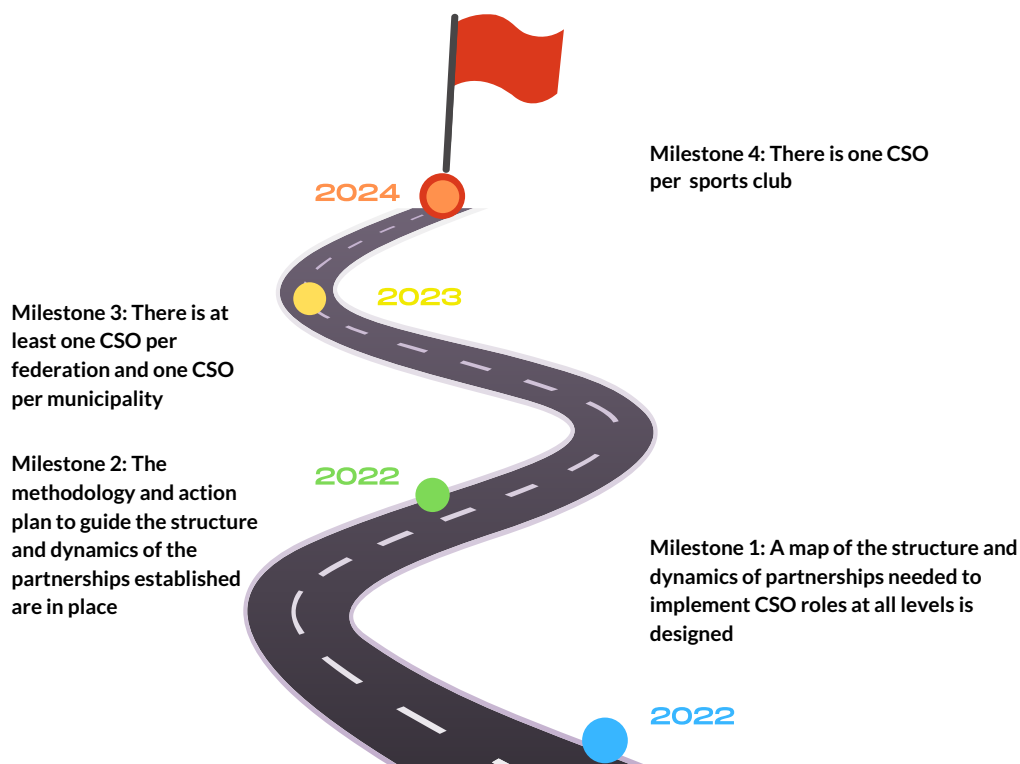 Milestone 4: There is one CSO
per sports club
2024
2023
Milestone 3: There is at
least one CSO per
federation and one CSO
per municipality
Milestone 2: The
methodology and action
plan to guide the structure
and dynamics of the
partnerships established
are in place
2022
Milestone 1: A map of the structure and
dynamics of partnerships needed to
implement CSO roles at all levels is
designed
2022